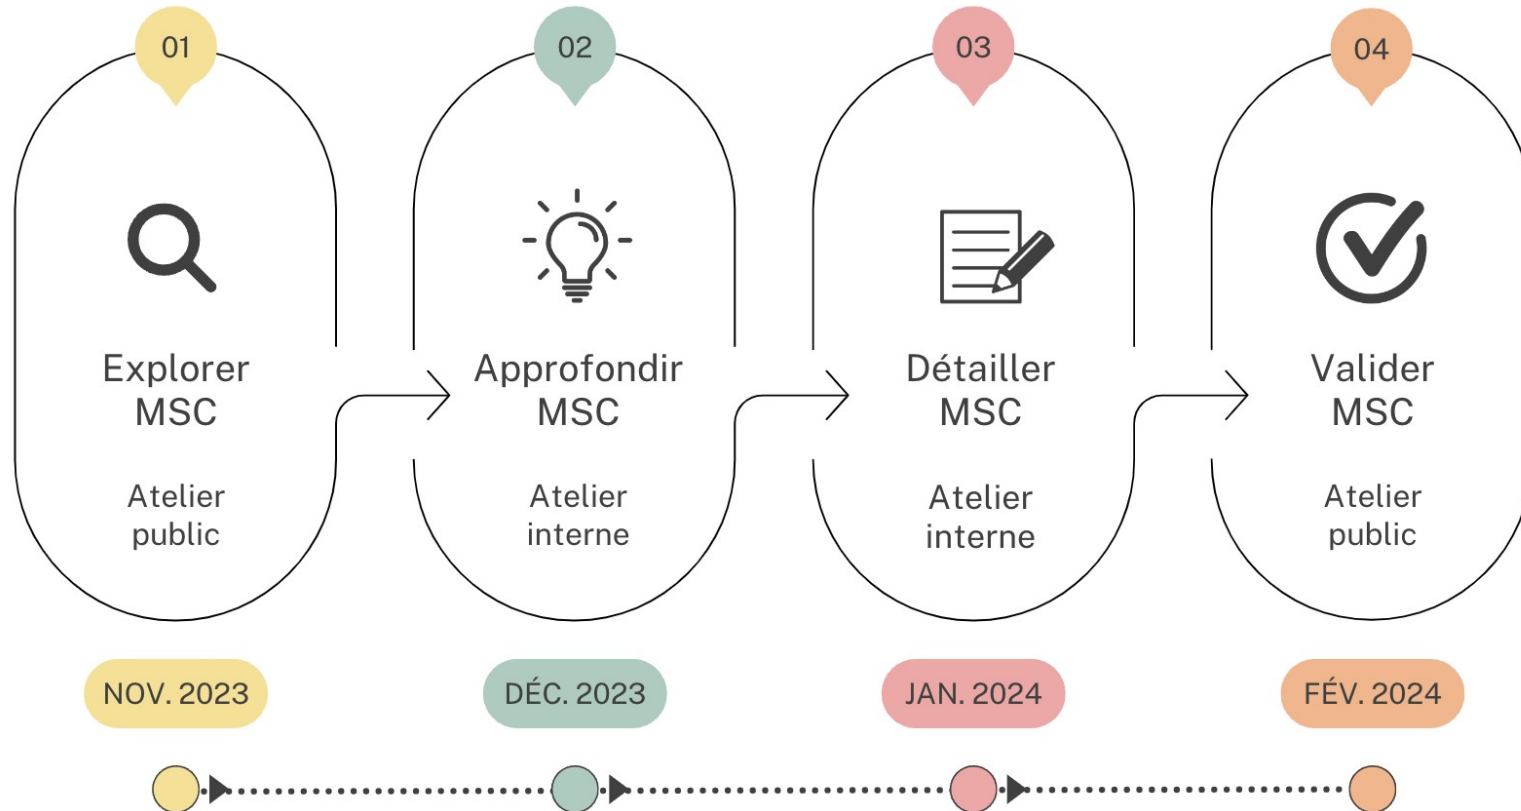 01
Explorer
MSC
Atelier
public
NOV. 2023
02
Approfondir
MSC
Atelier
interne
DÉC. 2023
03
Détailler
MSC
Atelier
interne
JAN. 2024
04
Valider
MSC
Atelier
public
FÉV. 2024